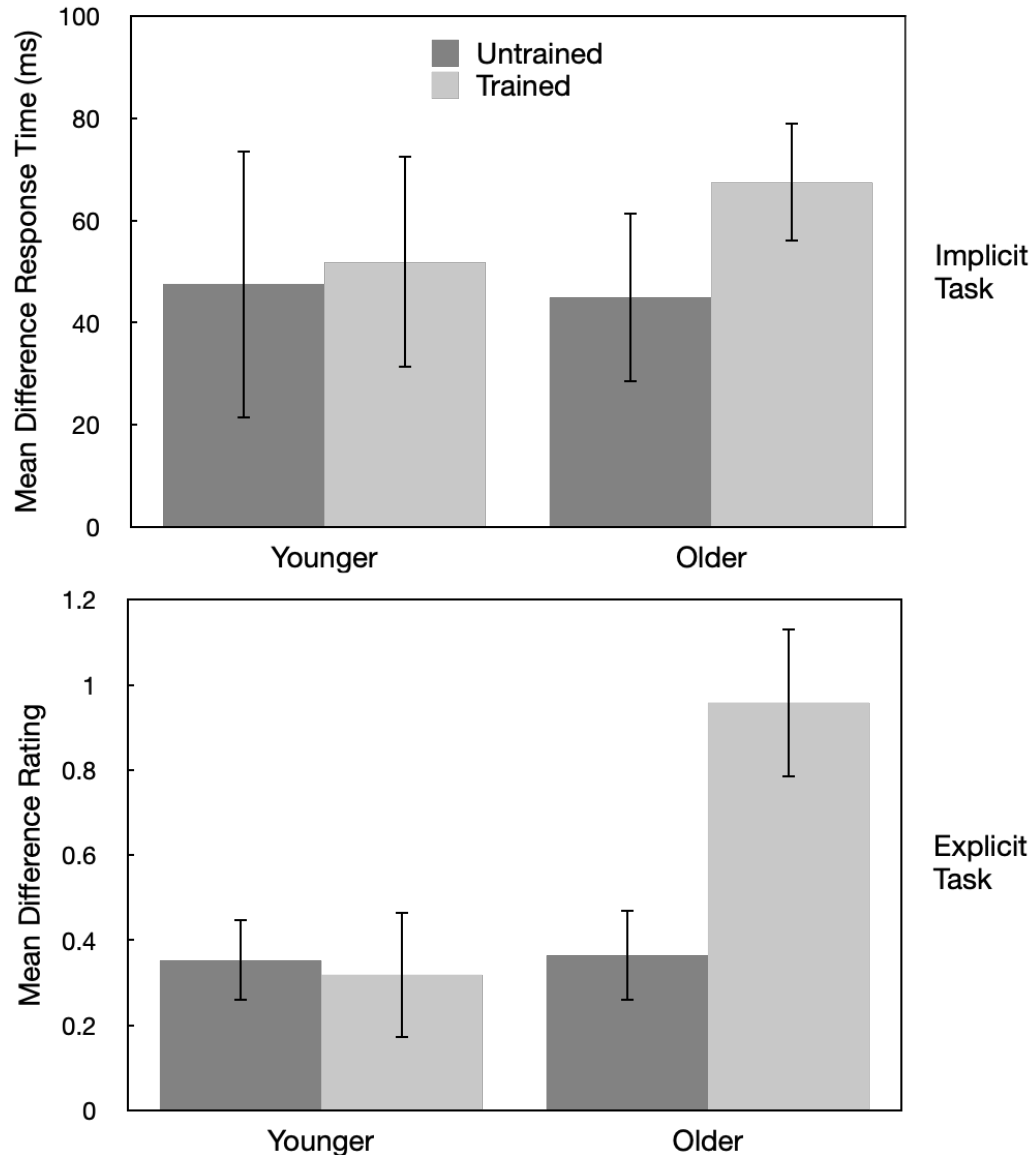 Mean Difference Response Time (ms)
100
80
60
40
20
0
Untrained
Trained
Younger
Older
Implicit
Task
Mean Difference Rating
1.2
1
0.8
0.6
0.4
0.2
0
Younger
Older
Explicit
Task